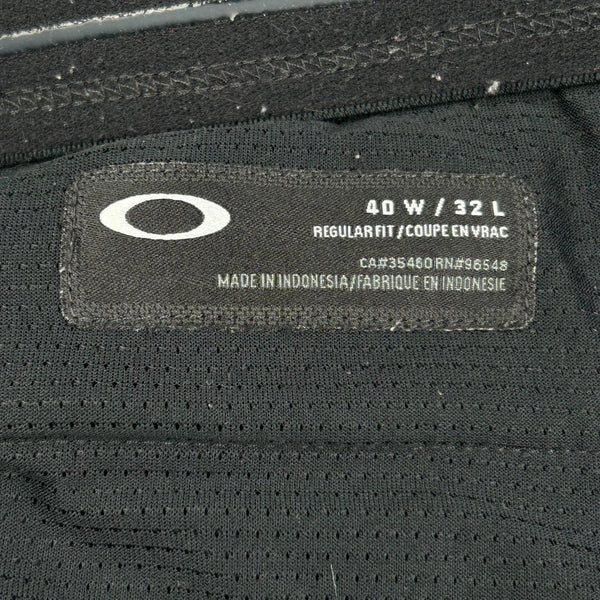 40 W / 32 L
REGULAR FIT / COUPE EN VRAC
CA#35460 RN#96548
MADE IN INDONESIA/FABRIQUE EN INDONESIE